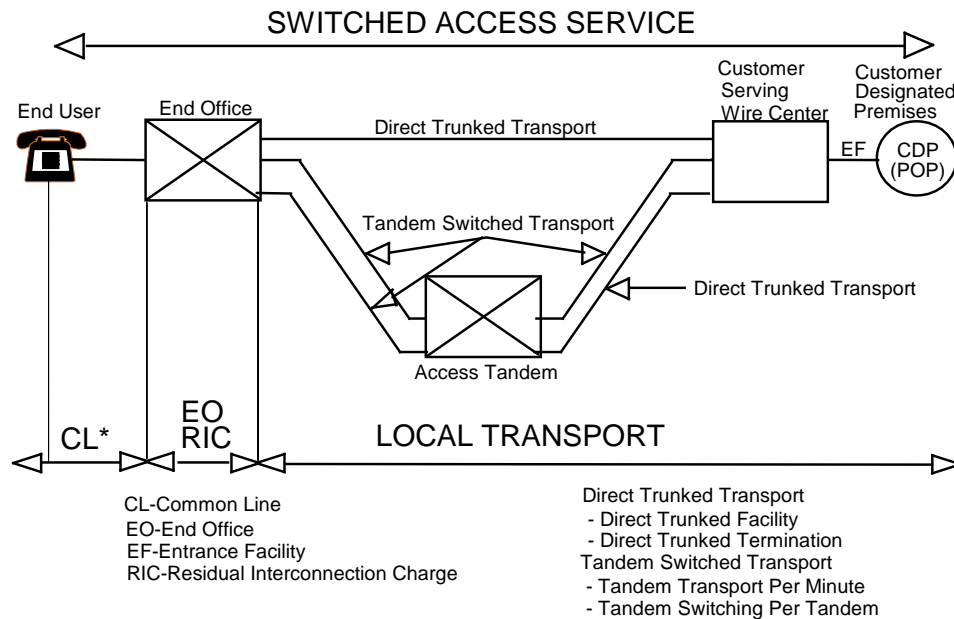 SWITCHED ACCESS SERVICE
End User
End Office
Customer
Serving
Wire Center
Customer
Designated
Premises
Direct Trunked Transport
EF
CDP
(POP)
Tandem Switched Transport
Direct Trunked Transport
Access Tandem
CL*
EO
RIC
LOCAL TRANSPORT
CL-Common Line
EO-End Office
EF-Entrance Facility
RIC-Residual Interconnection Charge
Direct Trunked Transport
- Direct Trunked Facility
- Direct Trunked Termination
Tandem Switched Transport
- Tandem Transport Per Minute
- Tandem Switching Per Tandem